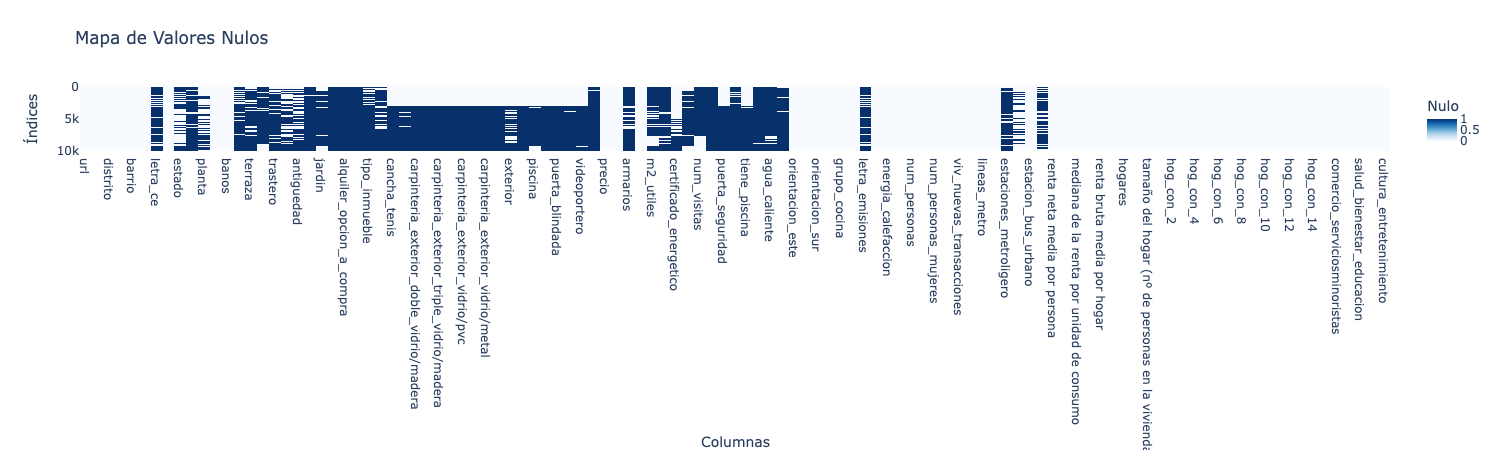 Mapa de Valores Nulos
Índices
0
5k
10k
url
distrito
barrio
letra_ce
estado
planta
banos
terraza
trastero
antiguedad
jardin
alquiler_opcion_a_compra
tipo_inmueble
cancha_tenis
carpinteria_exterior_doble_vidrio/madera
carpinteria_exterior_triple_vidrio/madera
carpinteria_exterior_vidrio/pvc
carpinteria_exterior_vidrio/metal
exterior
piscina
puerta_blindada
videoportero
precio
armarios
m2_utiles
certificado_energetico
num_visitas
puerta_seguridad
tiene_piscina
agua_caliente
orientacion_este
orientacion_sur
grupo_cocina
letra_emisiones
energia_calefaccion
num_personas
num_personas_mujeres
viv_nuevas_transacciones
lineas_metro
estaciones_metroligero
estacion_bus_urbano
renta neta media por persona
mediana de la renta por unidad de consumo
renta bruta media por hogar
hogares
tamaño del hogar (nº de personas en la vivienda
hog_con_2
hog_con_4
hog_con_6
hog_con_8
hog_con_10
hog_con_12
hog_con_14
comercio_serviciosminoristas
salud_bienestar_educacion
cultura_entretenimiento
Columnas
Nulo
1
0.5
0